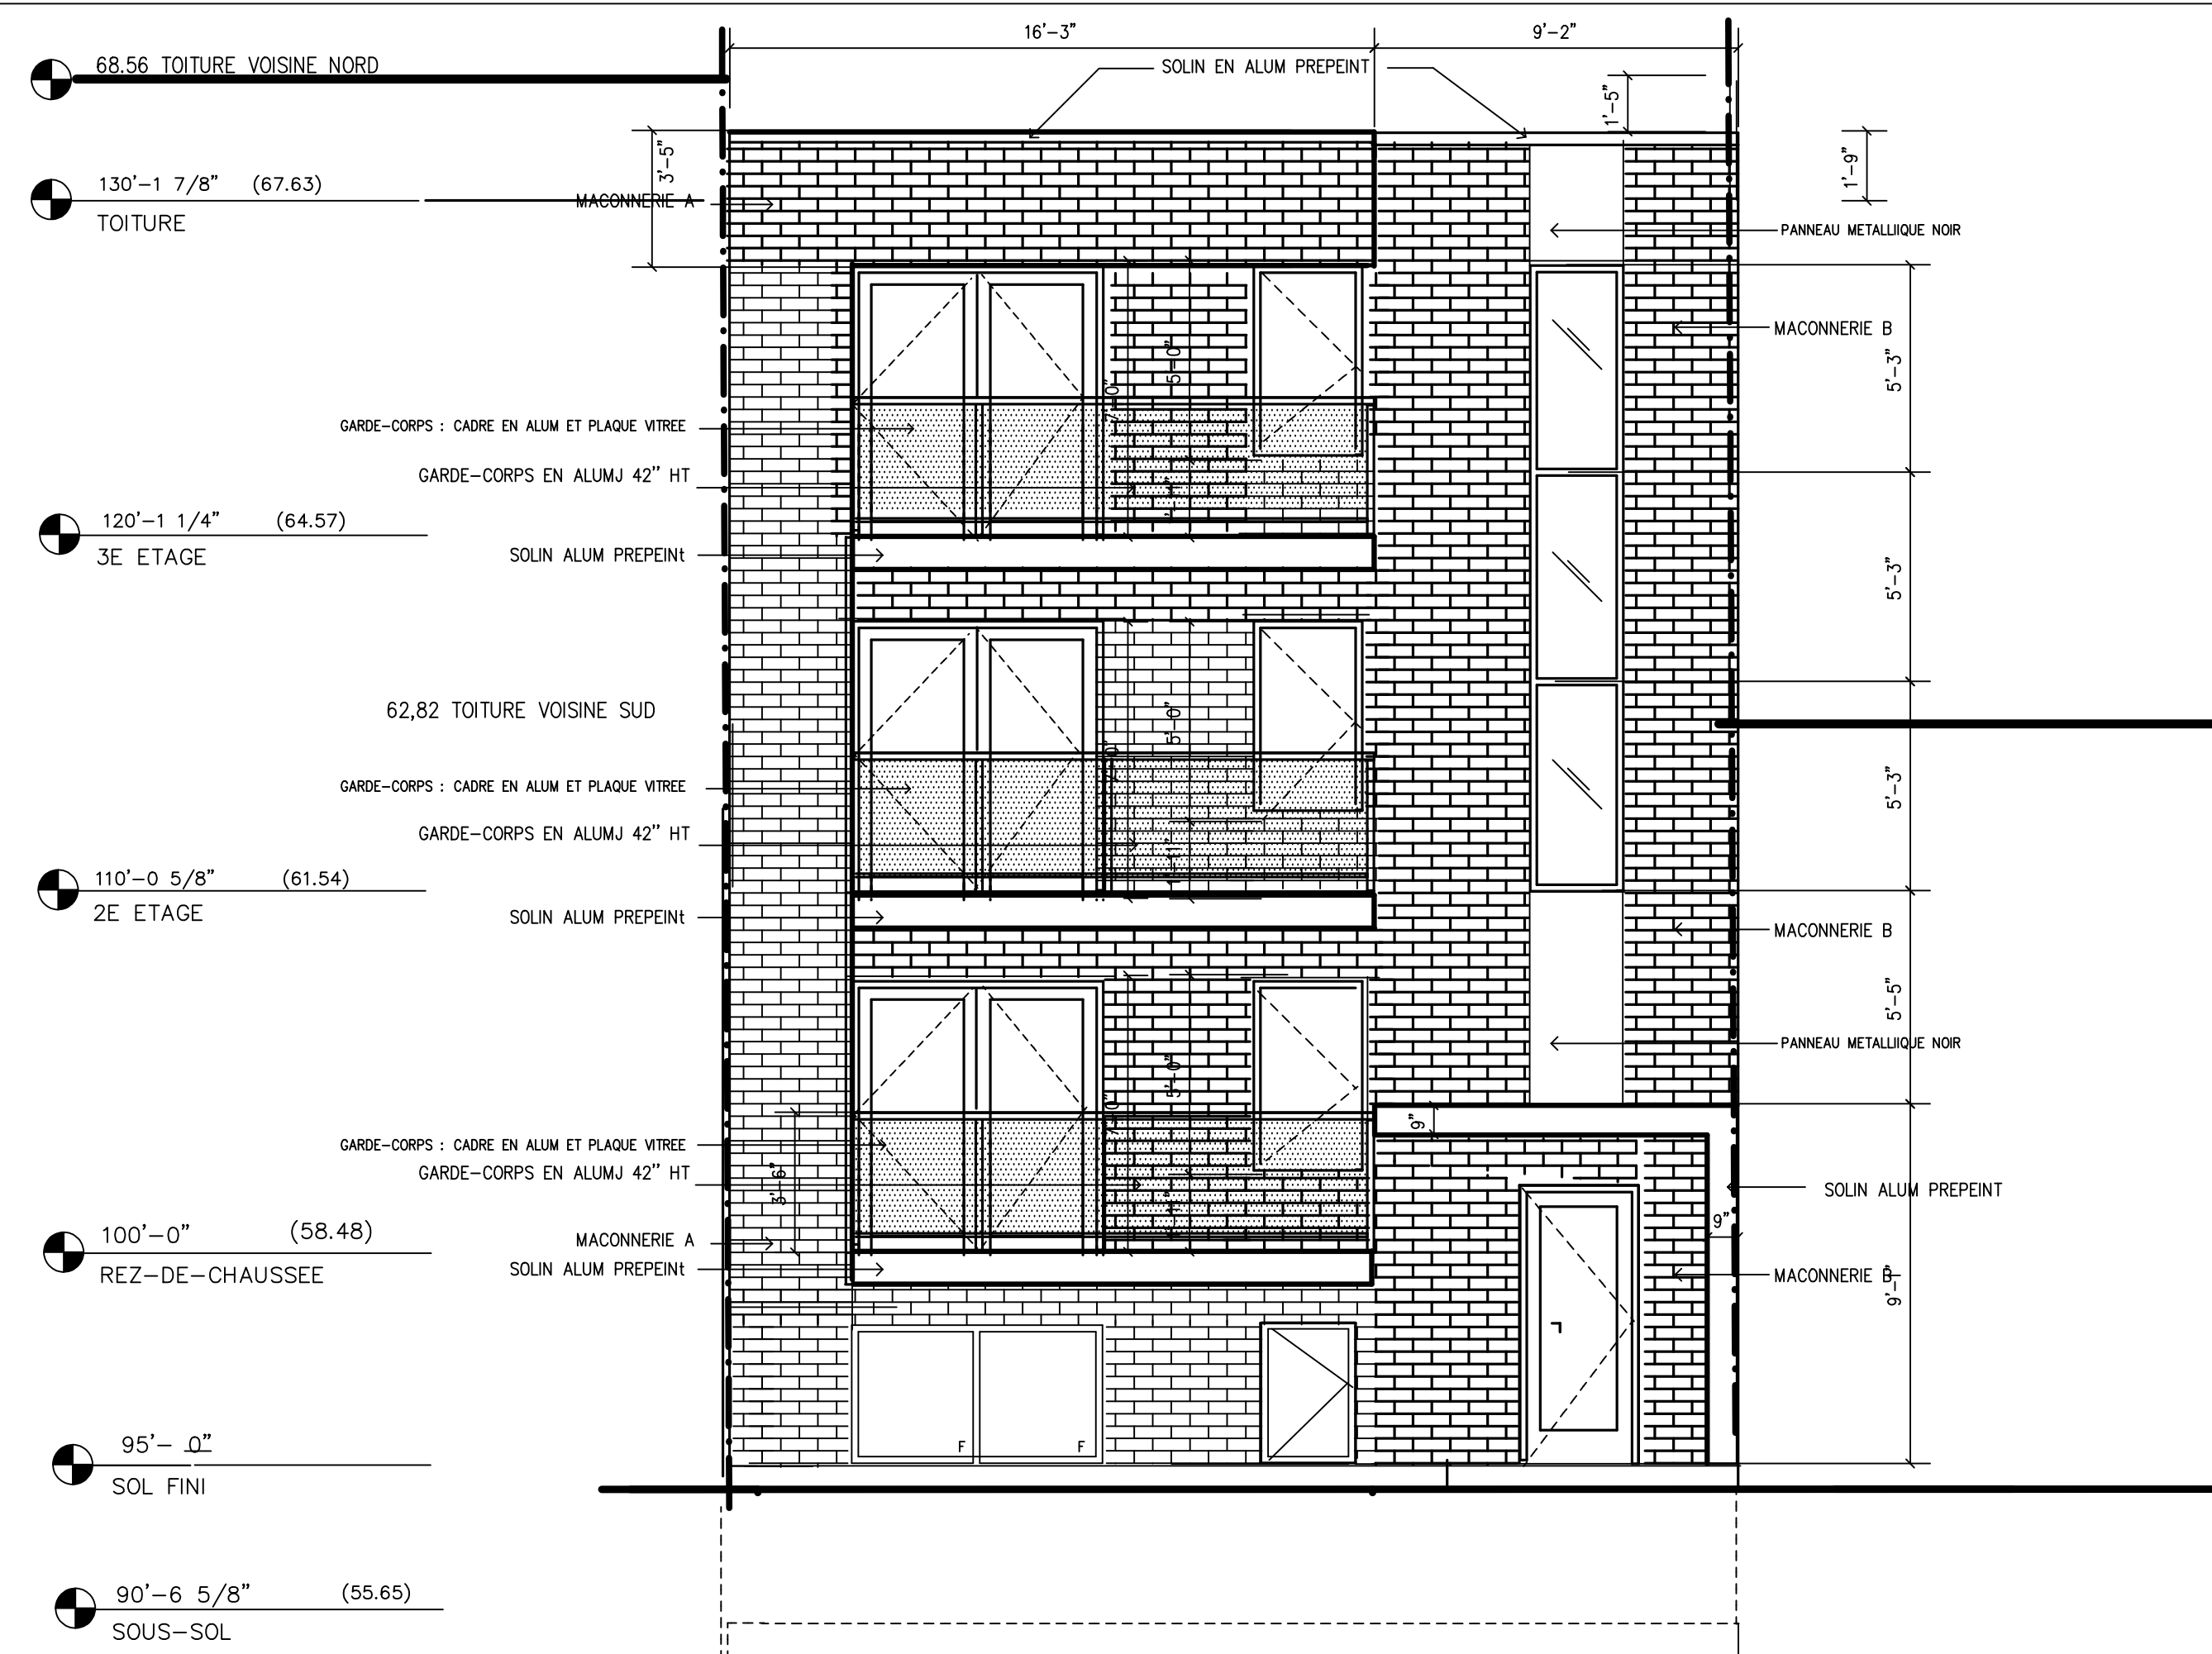 16'-3"
9'-2"
68.56 TOITURE VOISINE NORD
SOLIN EN ALUM PREPEINT
1'-5"
3'-5"
1'-9"
130'-1 7/8" (67.63)
TOITURE
MACONNERIE A
PANNEAU METALLIIQUE NOIR
MACONNERIE B
5'-3"
5'-0"
7'-0"
GARDE-CORPS : CADRE EN ALUM ET PLAQUE VITREE
GARDE-CORPS EN ALUMJ 42'' HT
120'-1 1/4" (64.57)
3E ETAGE
SOLIN ALUM PREPEINt
5'-3"
62,82 TOITURE VOISINE SUD
5'-0"
5'-3"
GARDE-CORPS : CADRE EN ALUM ET PLAQUE VITREE
GARDE-CORPS EN ALUMJ 42'' HT
1'-11"
110'-0 5/8" (61.54)
2E ETAGE
SOLIN ALUM PREPEINt
MACONNERIE B
5'-5"
PANNEAU METALLIIQUE NOIR
5'-0"
7'-0"
9"
GARDE-CORPS : CADRE EN ALUM ET PLAQUE VITREE
GARDE-CORPS EN ALUMJ 42'' HT
3'-6"
SOLIN ALUM PREPEINT
9"
100'-0" (58.48)
REZ-DE-CHAUSSEE
MACONNERIE A
SOLIN ALUM PREPEINt
MACONNERIE B
F
F
95'- 0"
SOL FINI
90'-6 5/8" (55.65)
SOUS-SOL